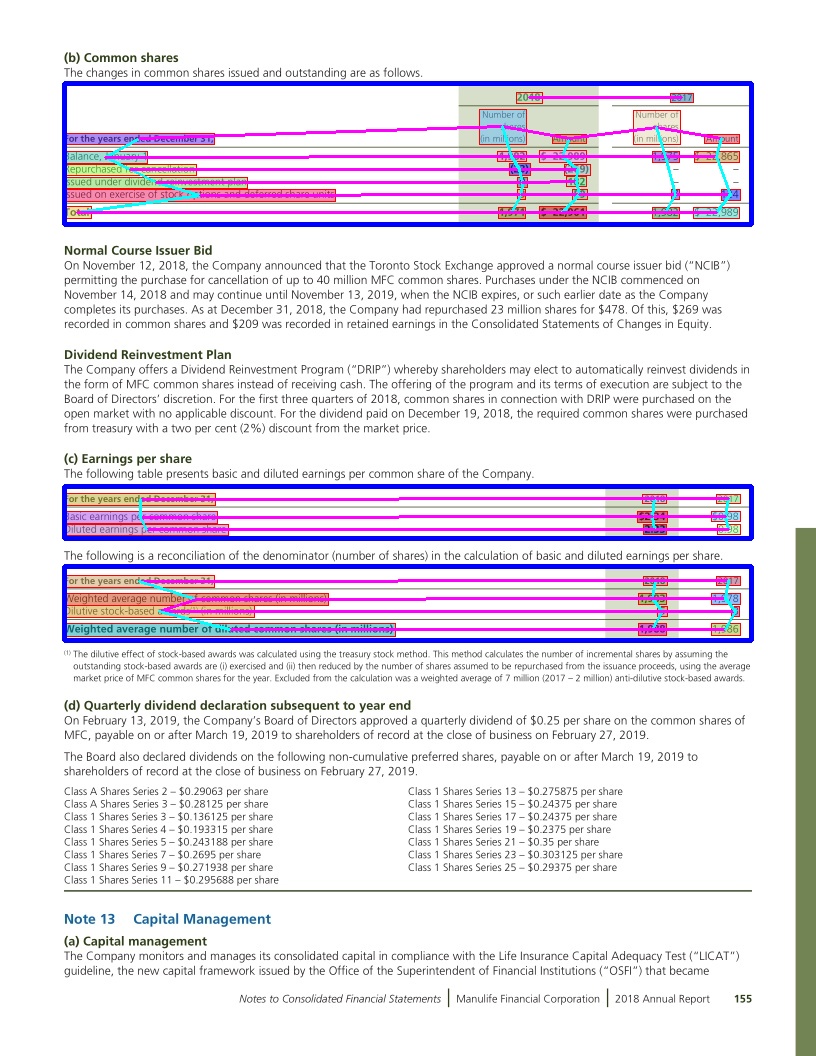 (b) Common shares
The changes in common shares issued and outstanding are as follows.
2018 2017
Number of shares (in millions) Amount Number of shares (in millions) Amount
For the years ended December 31,
Balance, January 1 1,982 $ 22,989 1,975 $ 22,865
Repurchased for cancellation – –
Issued under dividend reinvestment plan – –
Issued on exercise of stock options and deferred share units
Total 1,971 $ 22,961 1,982 $ 22,989
Normal Course Issuer Bid
On November 12, 2018, the Company announced that the Toronto Stock Exchange approved a normal course issuer bid (“NCIB”)
permitting the purchase for cancellation of up to 40 million MFC common shares. Purchases under the NCIB commenced on
November 14, 2018 and may continue until November 13, 2019, when the NCIB expires, or such earlier date as the Company
completes its purchases. As at December 31, 2018, the Company had repurchased 23 million shares for $478. Of this, $269 was
recorded in common shares and $209 was recorded in retained earnings in the Consolidated Statements of Changes in Equity.
Dividend Reinvestment Plan
The Company offers a Dividend Reinvestment Program (“DRIP”) whereby shareholders may elect to automatically reinvest dividends in
the form of MFC common shares instead of receiving cash. The offering of the program and its terms of execution are subject to the
Board of Directors’ discretion. For the first three quarters of 2018, common shares in connection with DRIP were purchased on the
open market with no applicable discount. For the dividend paid on December 19, 2018, the required common shares were purchased
from treasury with a two per cent (2%) discount from the market price.
(c) Earnings per share
The following table presents basic and diluted earnings per common share of the Company.
For the years ended December 31, 2018 2017
Basic earnings per common share $0.98
Diluted earnings per common share 0.98
The following is a reconciliation of the denominator (number of shares) in the calculation of basic and diluted earnings per share.
For the years ended December 31, 2018 2017
Weighted average number of common shares (in millions) 1,983 1,978
Dilutive stock-based awards⁽¹⁾ (in millions)
Weighted average number of diluted common shares (in millions) 1,988 1,986
(1) The dilutive effect of stock-based awards was calculated using the treasury stock method. This method calculates the number of incremental shares by assuming the
outstanding stock-based awards are (i) exercised and (ii) then reduced by the number of shares assumed to be repurchased from the issuance proceeds, using the average
market price of MFC common shares for the year. Excluded from the calculation was a weighted average of 7 million (2017 – 2 million) anti-dilutive stock-based awards.
(d) Quarterly dividend declaration subsequent to year end
On February 13, 2019, the Company’s Board of Directors approved a quarterly dividend of $0.25 per share on the common shares of
MFC, payable on or after March 19, 2019 to shareholders of record at the close of business on February 27, 2019.
The Board also declared dividends on the following non-cumulative preferred shares, payable on or after March 19, 2019 to
shareholders of record at the close of business on February 27, 2019.
Class A Shares Series 2 – $0.29063 per share
Class A Shares Series 3 – $0.28125 per share
Class 1 Shares Series 3 – $0.136125 per share
Class 1 Shares Series 4 – $0.193315 per share
Class 1 Shares Series 5 – $0.243188 per share
Class 1 Shares Series 7 – $0.2695 per share
Class 1 Shares Series 9 – $0.271938 per share
Class 1 Shares Series 11 – $0.295688 per share
Class 1 Shares Series 13 – $0.275875 per share
Class 1 Shares Series 15 – $0.24375 per share
Class 1 Shares Series 17 – $0.24375 per share
Class 1 Shares Series 19 – $0.2375 per share
Class 1 Shares Series 21 – $0.35 per share
Class 1 Shares Series 23 – $0.303125 per share
Class 1 Shares Series 25 – $0.29375 per share
Note 13 Capital Management
(a) Capital management
The Company monitors and manages its consolidated capital in compliance with the Life Insurance Capital Adequacy Test (“LICAT”)
guideline, the new capital framework issued by the Office of the Superintendent of Financial Institutions (“OSFI”) that became
Notes to Consolidated Financial Statements | Manulife Financial Corporation | 2018 Annual Report 155